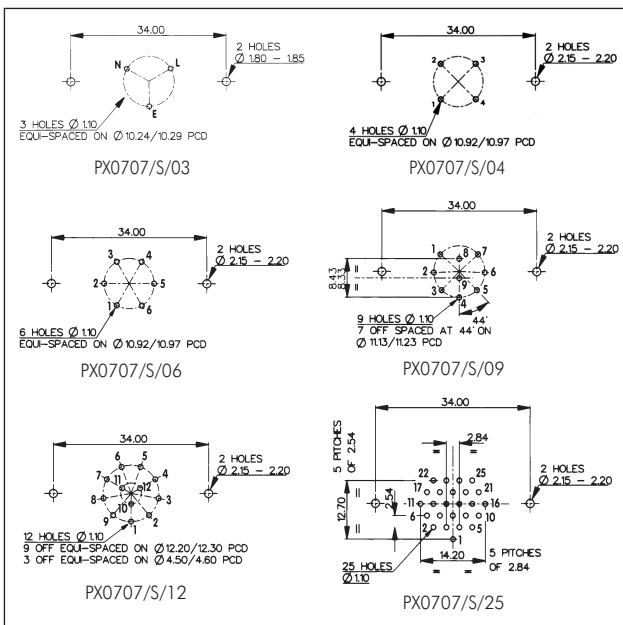 34.00
2 HOLES
Ø 1.80 – 1.85
N
L
E
3 HOLES Ø 1.10
EQUI-SPACED ON Ø 10.24/10.29 PCD
PX0707/S/03
34.00
2 HOLES
Ø 2.15 – 2.20
2
3
1
4
4 HOLES Ø 1.10
EQUI-SPACED ON Ø 10.92/10.97 PCD
PX0707/S/04
34.00
2 HOLES
Ø 2.15 – 2.20
3
4
2
5
1
6
6 HOLES Ø 1.10
EQUI-SPACED ON Ø 10.92/10.97 PCD
PX0707/S/06
34.00
2 HOLES
Ø 2.15 – 2.20
8.43
8.33
=
=
1
8
7
2
6
9
3
5
4
44'
9 HOLES Ø 1.10
7 OFF SPACED AT 44' ON
Ø 11.13/11.23 PCD
PX0707/S/09
34.00
2 HOLES
Ø 2.15 – 2.20
6
5
7
4
11
12
8
3
10
9
2
1
12 HOLES Ø 1.10
9 OFF EQUI-SPACED ON Ø 12.20/12.30 PCD
3 OFF EQUI-SPACED ON Ø 4.50/4.60 PCD
PX0707/S/12
34.00
5 PITCHES
OF 2.54
2.84
=
=
2 HOLES
Ø 2.15 – 2.20
12.70
=
=
2.54
22
25
17
21
11
16
6
10
2
5
1
25 HOLES
Ø 1.10
14.20
5 PITCHES
OF 2.84
=
=
PX0707/S/25